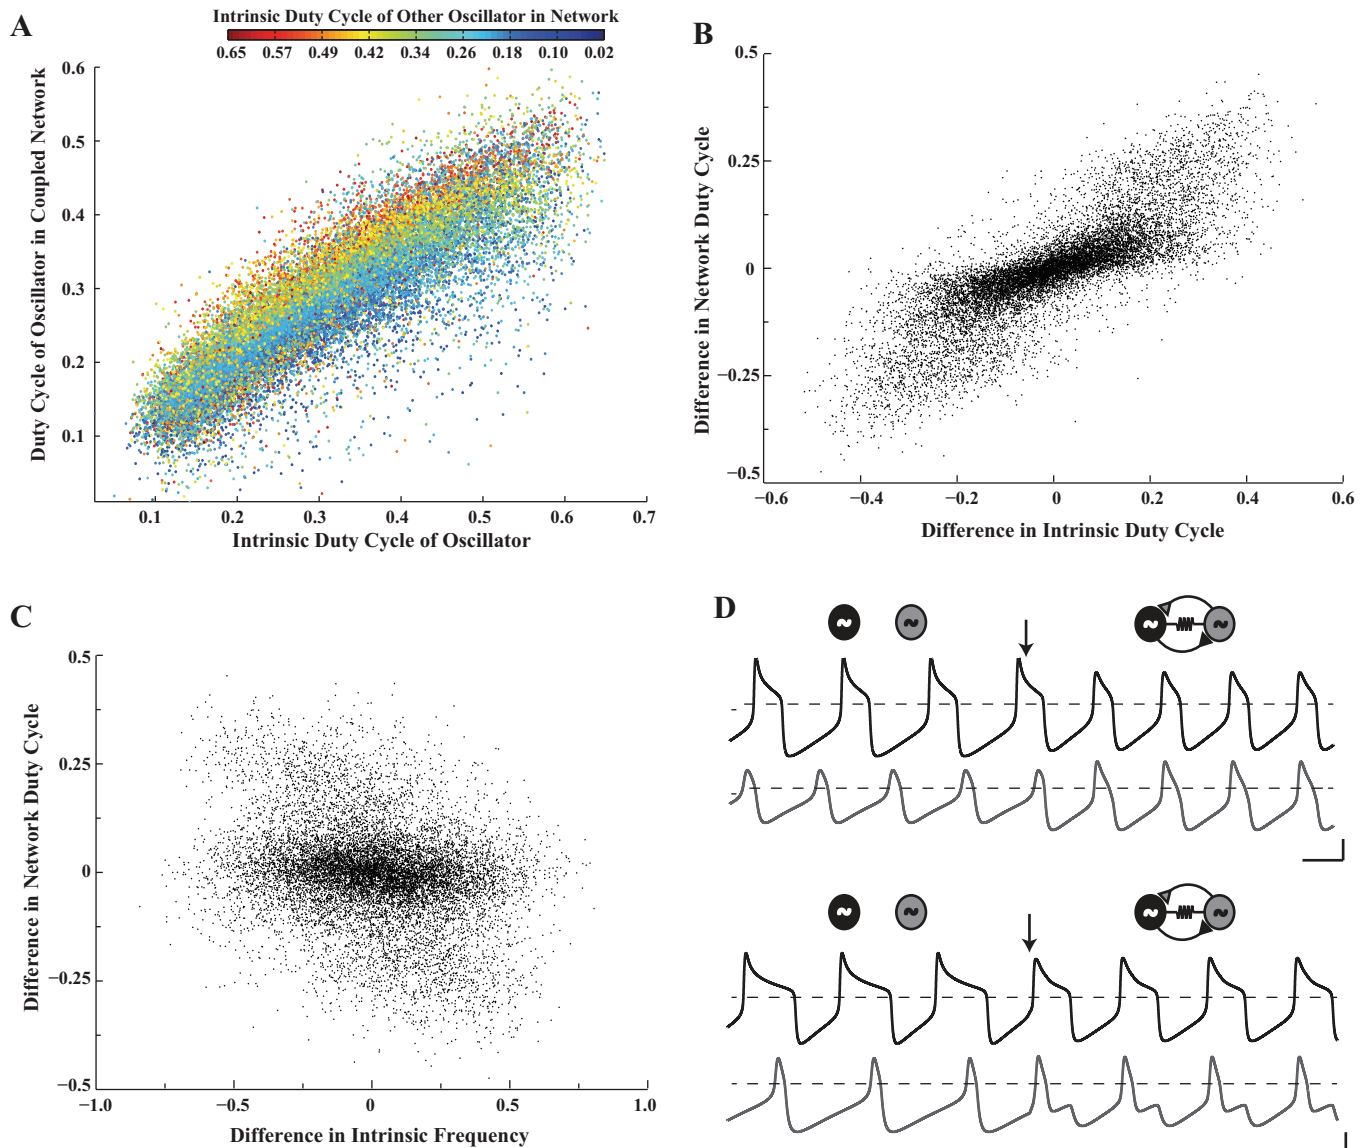 A
Intrinsic Duty Cycle of Other Oscillator in Network
0.65 0.57 0.49 0.42 0.34 0.26 0.18 0.10 0.02
Duty Cycle of Oscillator in Coupled Network
0.6
0.5
0.4
0.3
0.2
0.1
0.1 0.2 0.3 0.4 0.5 0.6 0.7
Intrinsic Duty Cycle of Oscillator
B
Difference in Network Duty Cycle
0.5
0.25
0
−0.25
−0.5
−0.6 −0.4 −0.2 0 0.2 0.4 0.6
Difference in Intrinsic Duty Cycle
C
Difference in Network Duty Cycle
0.5
0.25
0
−0.25
−0.5
−1.0 −0.5 0 0.5 1.0
Difference in Intrinsic Frequency
D